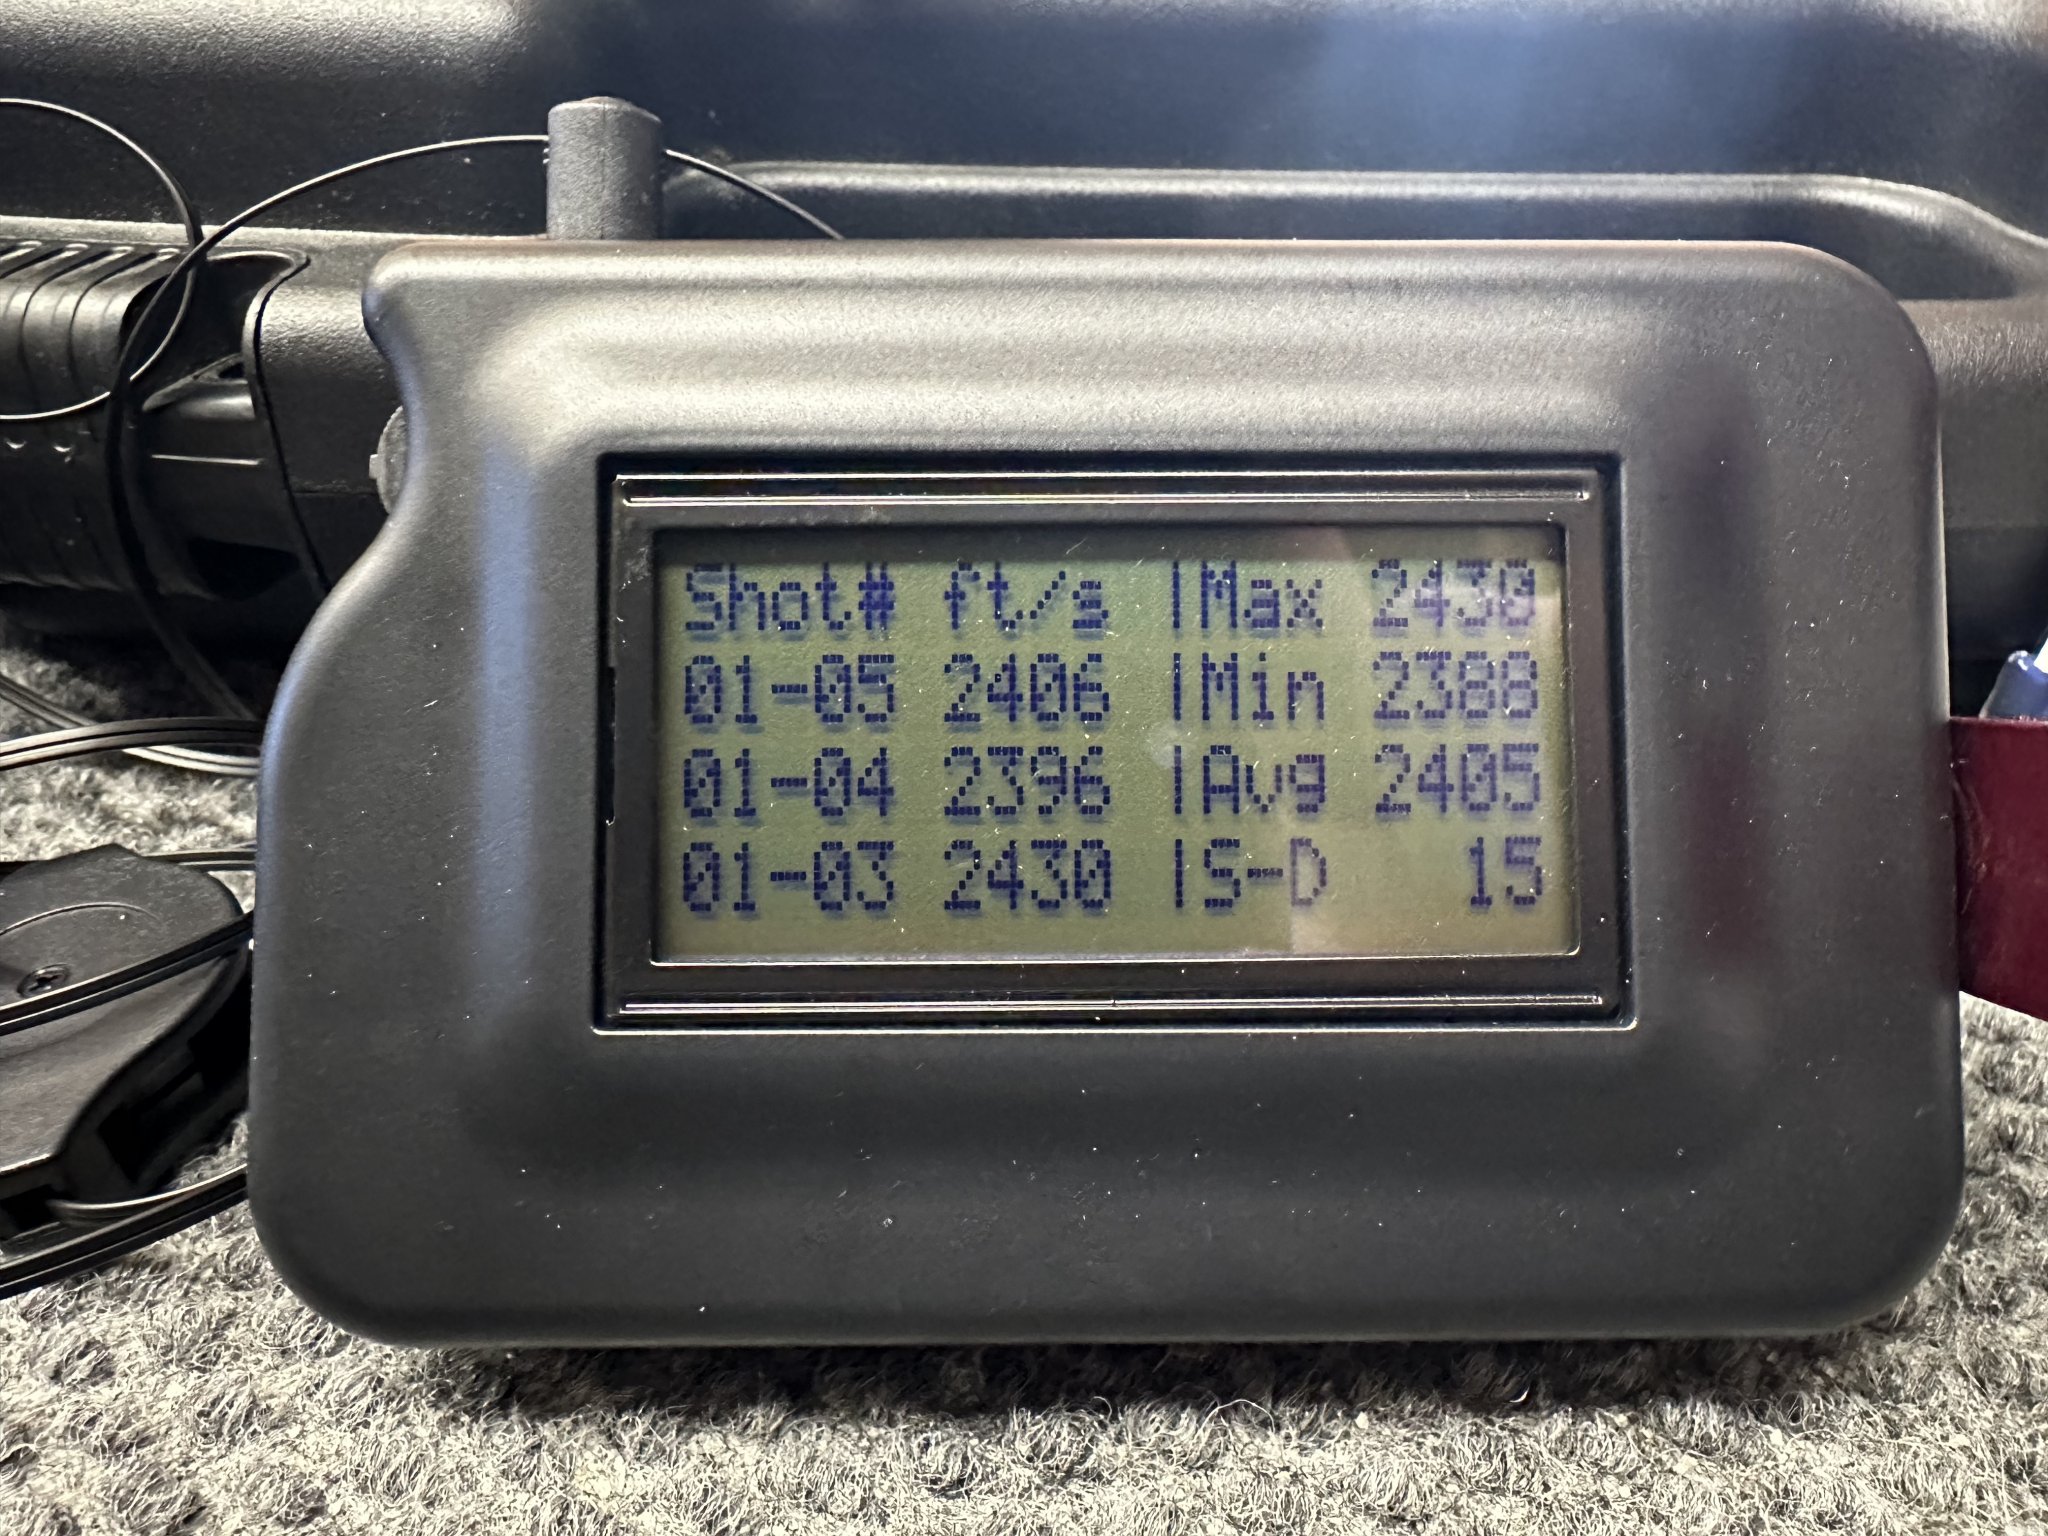 Shot# ft/s |Max 2430
01-05 2406 |Min 2388
01-04 2396 |Avg 2405
01-03 2430 |S-D 15